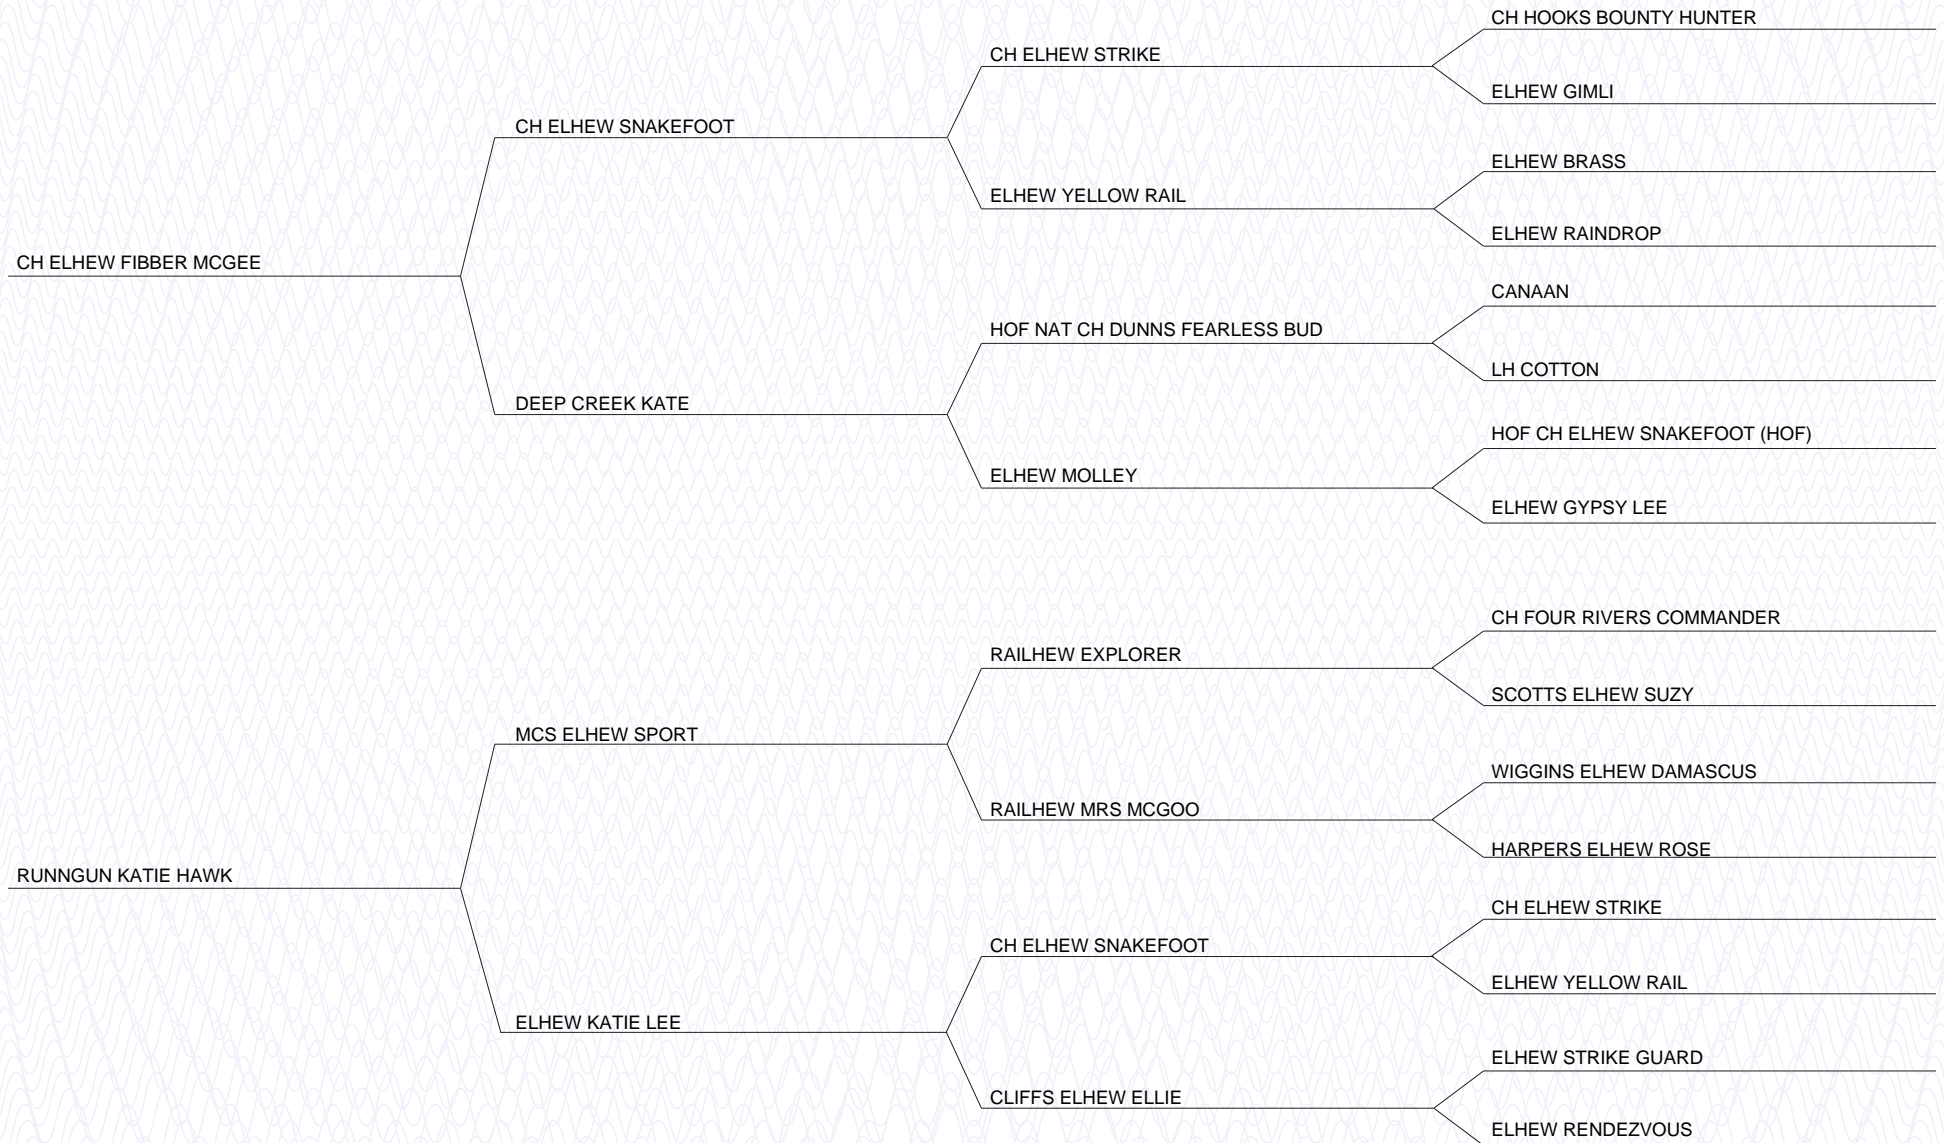 CH HOOKS BOUNTY HUNTER
CH ELHEW STRIKE
ELHEW GIMLI
CH ELHEW SNAKEFOOT
ELHEW BRASS
ELHEW YELLOW RAIL
ELHEW RAINDROP
CH ELHEW FIBBER MCGEE
CANAAN
HOF NAT CH DUNNS FEARLESS BUD
LH COTTON
DEEP CREEK KATE
HOF CH ELHEW SNAKEFOOT (HOF)
ELHEW MOLLEY
ELHEW GYPSY LEE
CH FOUR RIVERS COMMANDER
RAILHEW EXPLORER
SCOTTS ELHEW SUZY
MCS ELHEW SPORT
WIGGINS ELHEW DAMASCUS
RAILHEW MRS MCGOO
HARPERS ELHEW ROSE
RUNNGUN KATIE HAWK
CH ELHEW STRIKE
CH ELHEW SNAKEFOOT
ELHEW YELLOW RAIL
ELHEW KATIE LEE
ELHEW STRIKE GUARD
CLIFFS ELHEW ELLIE
ELHEW RENDEZVOUS